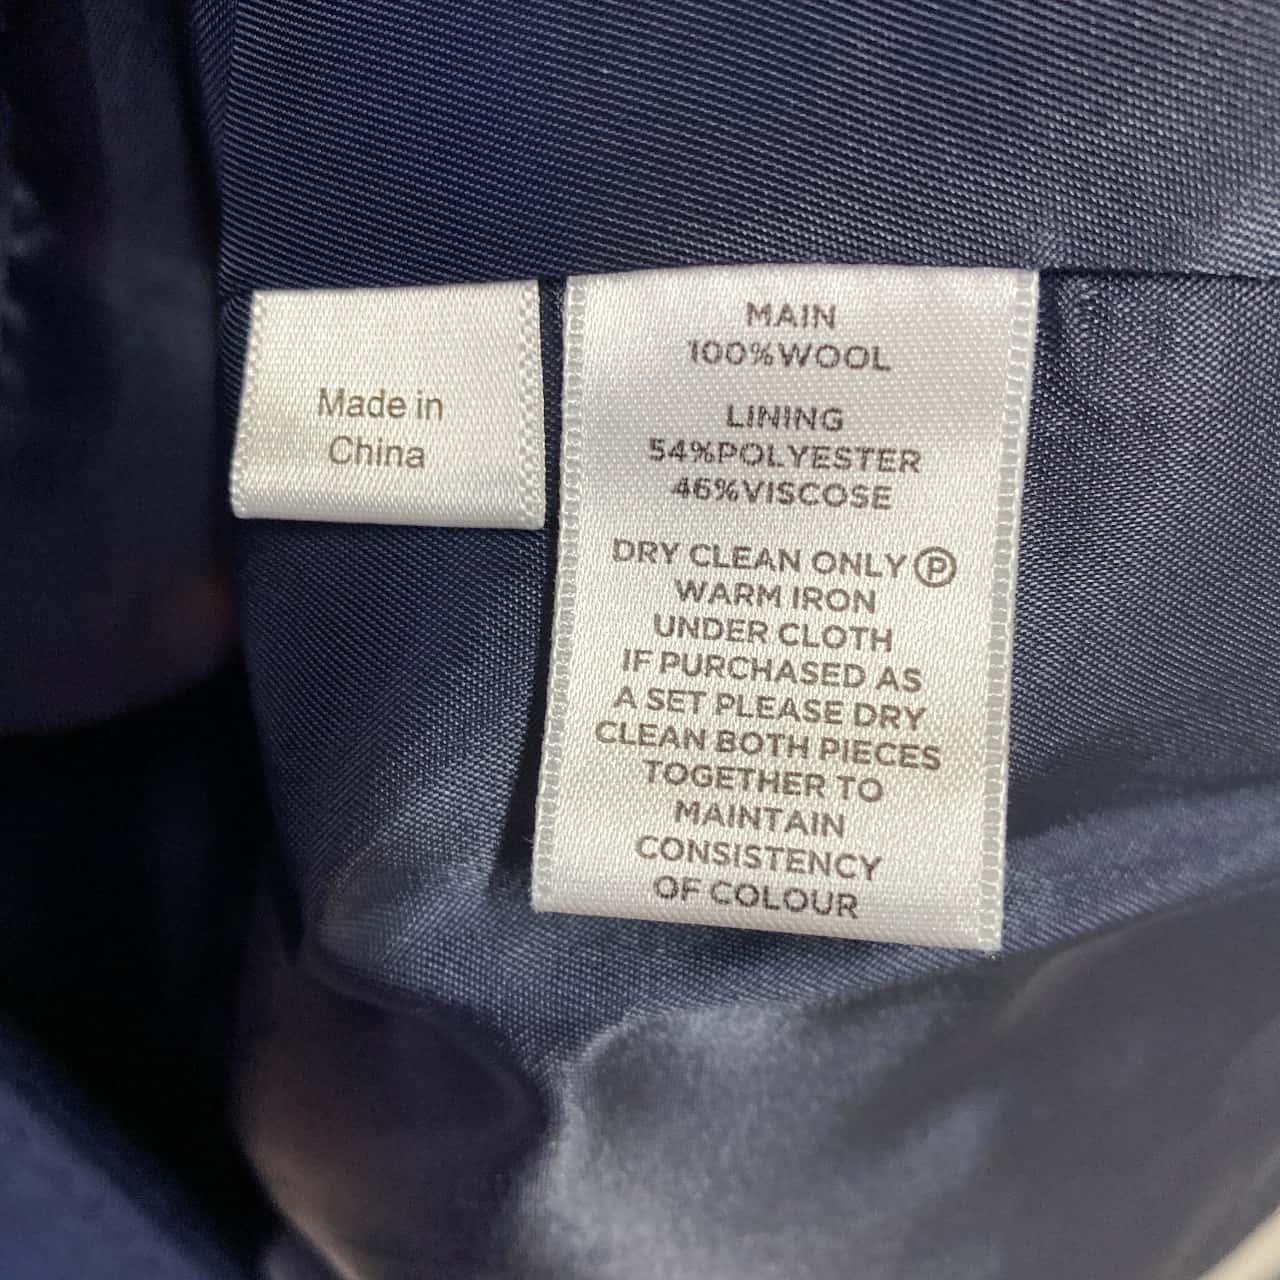 Made in
China
MAIN
100%WOOL
LINING
54%POLYESTER
46%VISCOSE
DRY CLEAN ONLY Ⓟ
WARM IRON
UNDER CLOTH
IF PURCHASED AS
A SET PLEASE DRY
CLEAN BOTH PIECES
TOGETHER TO
MAINTAIN
CONSISTENCY
OF COLOUR